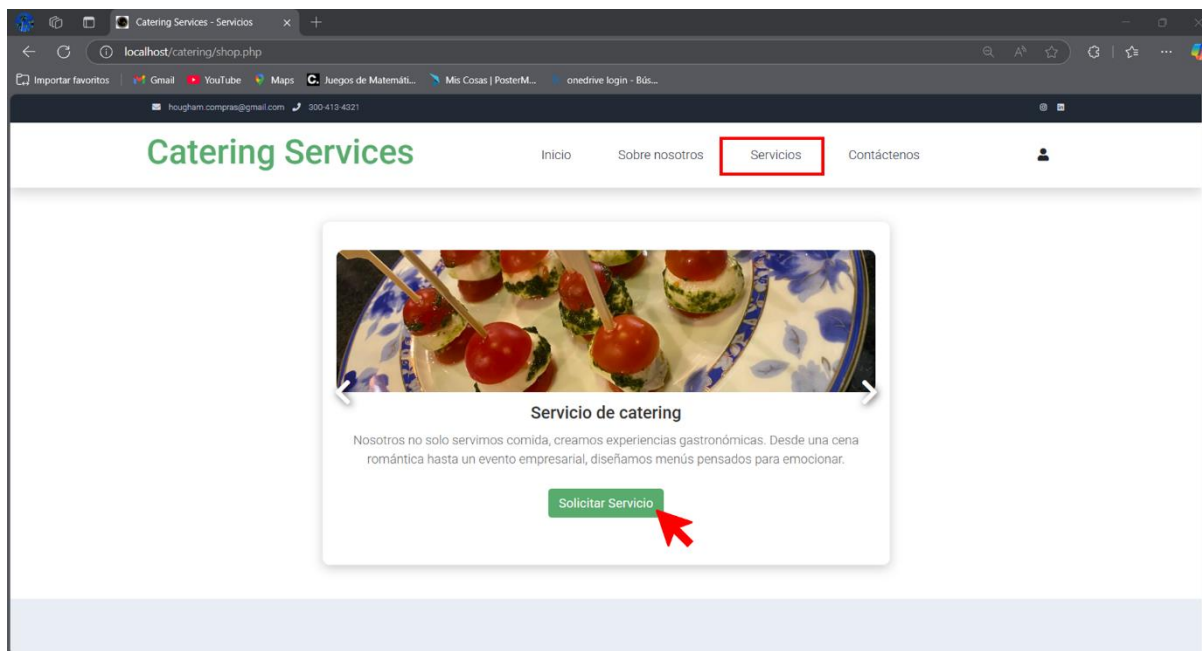 Catering Services - Servicios
localhost/catering/shop.php
Importar favoritos Gmail YouTube Maps Juegos de Matemáti... Mis Cosas | PosterM... onedrive login - Bús...
hougham.compras@gmail.com 300-413-4321
Catering Services Inicio Sobre nosotros Servicios Contáctenos
Servicio de catering
Nosotros no solo servimos comida, creamos experiencias gastronómicas. Desde una cena
romántica hasta un evento empresarial, diseñamos menús pensados para emocionar.
Solicitar Servicio